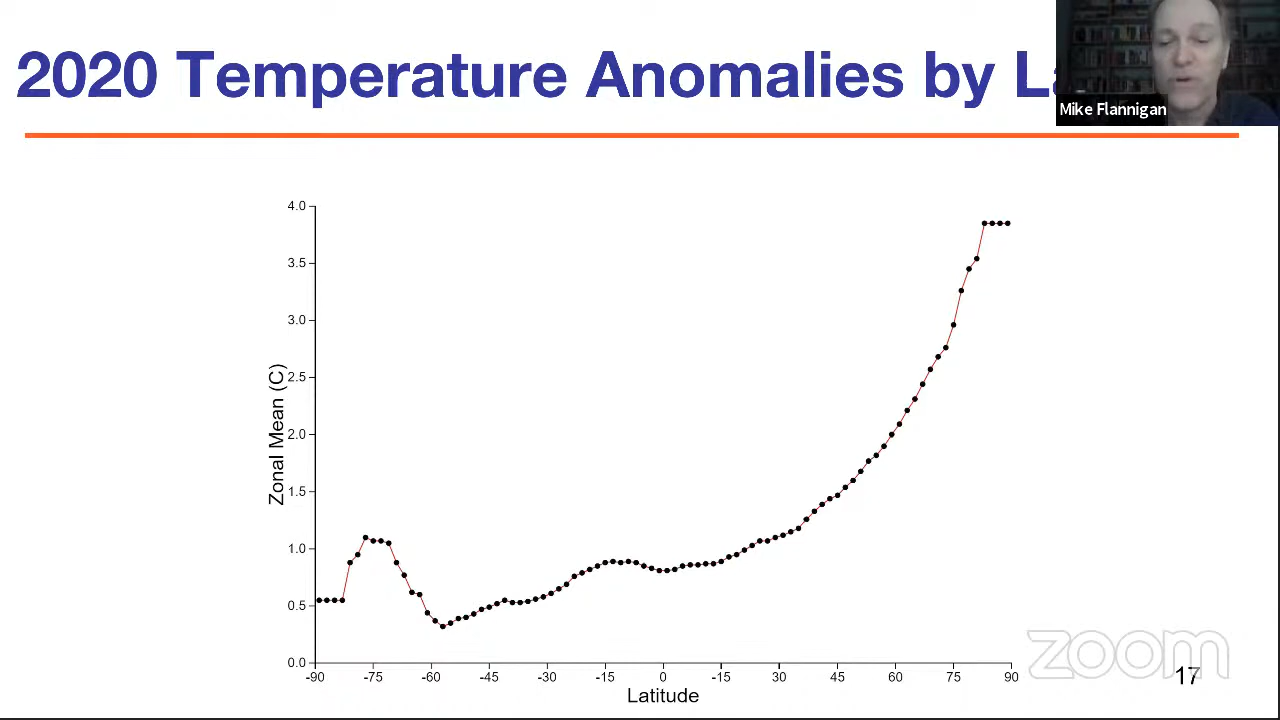 2020 Temperature Anomalies by La
Mike Flannigan
4.0
3.5
3.0
2.5
2.0
1.5
1.0
0.5
0.0
Zonal Mean (C)
-90 -75 -60 -45 -30 -15 0 -15 30 45 60 75 90
Latitude
zoom
17